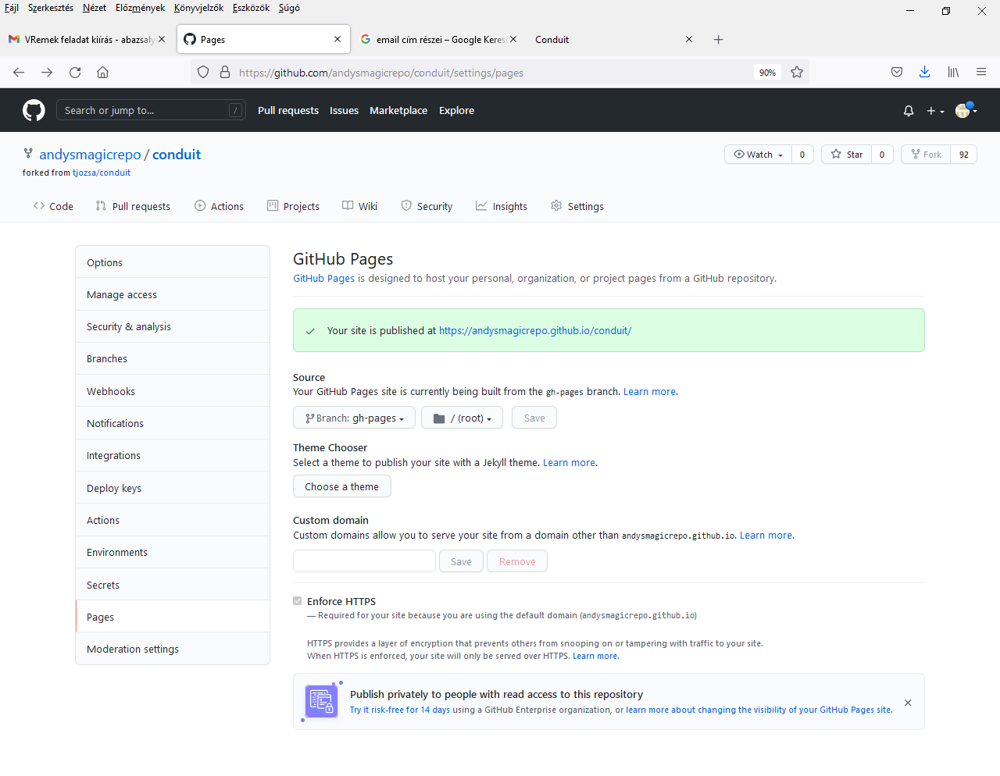 Fájl Szerkesztés Nézet Előzmények Könyvjelzők Eszközök Súgó
VRemek feladat kiírás - abazsaly
Pages
email cím részei – Google Keres
Conduit
https://github.com/andysmagicrepo/conduit/settings/pages
90%
Search or jump to...
/
Pull requests Issues Marketplace Explore
andysmagicrepo / conduit
Watch 0 Star 0 Fork 92
forked from tjozsa/conduit
Code Pull requests Actions Projects Wiki Security Insights Settings
Options
Manage access
Security & analysis
Branches
Webhooks
Notifications
Integrations
Deploy keys
Actions
Environments
Secrets
Pages
Moderation settings
GitHub Pages
GitHub Pages is designed to host your personal, organization, or project pages from a GitHub repository.
Your site is published at https://andysmagicrepo.github.io/conduit/
Source
Your GitHub Pages site is currently being built from the gh-pages branch. Learn more.
Branch: gh-pages / (root) Save
Theme Chooser
Select a theme to publish your site with a Jekyll theme. Learn more.
Choose a theme
Custom domain
Custom domains allow you to serve your site from a domain other than andysmagicrepo.github.io. Learn more.
Save Remove
Enforce HTTPS
— Required for your site because you are using the default domain (andysmagicrepo.github.io)
HTTPS provides a layer of encryption that prevents others from snooping on or tampering with traffic to your site.
When HTTPS is enforced, your site will only be served over HTTPS. Learn more.
Publish privately to people with read access to this repository
Try it risk-free for 14 days using a GitHub Enterprise organization, or learn more about changing the visibility of your GitHub Pages site.